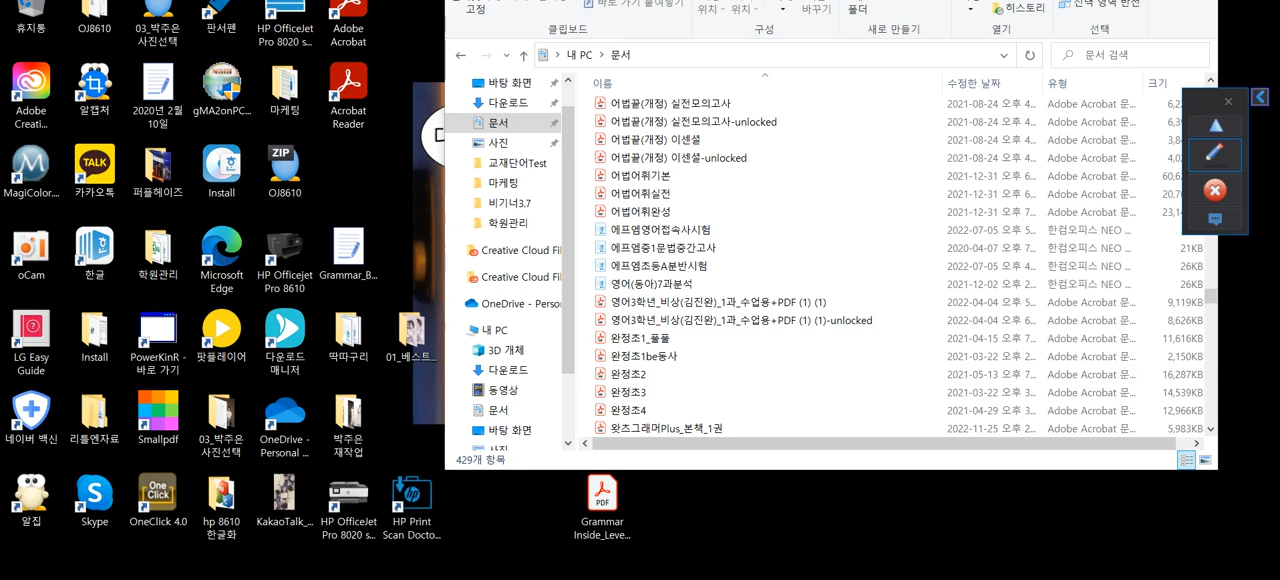 휴지통
OJ8610
03_박주은
사진선택
판서펜
HP OfficeJet
Pro 8020 s...
Adobe
Acrobat
Adobe
Creati...
알캡처
2020년 2월
10일
gMA2onPC...
마케팅
Acrobat
Reader
MagiColor....
TALK
카카오톡
퍼플헤이즈
Install
ZIP
OJ8610
oCam
한글
학원관리
Microsoft
Edge
HP Officejet
Pro 8610
Grammar_B...
LG Easy
Guide
Install
PowerKinR -
바로 가기
팟플레이어
다운로드
매니저
딱따구리
01_베스트_
네이버 백신
리틀엔자료
Smallpdf
03_박주은
사진선택
OneDrive -
Personal ...
박주은
재작업
알집
Skype
One
Click
OneClick 4.0
hp 8610
한글화
KakaoTalk_...
HP OfficeJet
Pro 8020 s...
HP Print
Scan Docto...
PDF
Grammar
Inside_Leve...
고정
바로 가기 붙여넣기
위치
위치
바꾸기
폴더
히스토리
선택 영역 반전
클립보드
구성
새로 만들기
열기
선택
내 PC > 문서
문서 검색
바탕 화면
다운로드
문서
사진
교재단어Test
마케팅
비기너3.7
학원관리
Creative Cloud Fil
Creative Cloud Fil
OneDrive - Person
내 PC
3D 개체
다운로드
동영상
문서
바탕 화면
이름 수정한 날짜 유형 크기
어법끝(개정) 실전모의고사 2021-08-24 오후 4... Adobe Acrobat 문...
어법끝(개정) 실전모의고사-unlocked 2021-08-24 오후 4... Adobe Acrobat 문...
어법끝(개정) 이센셜 2021-08-24 오후 4... Adobe Acrobat 문...
어법끝(개정) 이센셜-unlocked 2021-08-24 오후 4... Adobe Acrobat 문...
어법어휘기본 2021-12-31 오후 6... Adobe Acrobat 문...
어법어휘실전 2021-12-31 오후 6... Adobe Acrobat 문...
어법어휘완성 2021-12-31 오후 7... Adobe Acrobat 문...
에프엠영어접속사시험 2022-07-05 오후 5... 한컴오피스 NEO ...
에프엠중1문법중간고사 2020-04-07 오후 7... 한컴오피스 NEO ... 21KB
에프엠초등A분반시험 2022-07-05 오후 4... 한컴오피스 NEO ... 26KB
영어(동아)7과분석 2021-12-02 오후 2... 한컴오피스 NEO ... 26KB
영어3학년_비상(김진완)_1과_수업용+PDF (1) (1) 2022-04-04 오후 5... Adobe Acrobat 문... 9,119KB
영어3학년_비상(김진완)_1과_수업용+PDF (1) (1)-unlocked 2022-04-04 오후 6... Adobe Acrobat 문... 8,626KB
완정초1_풀풀 2021-04-15 오후 7... Adobe Acrobat 문... 11,616KB
완정초1be동사 2021-03-22 오후 2... Adobe Acrobat 문... 2,150KB
완정초2 2021-05-13 오후 7... Adobe Acrobat 문... 16,287KB
완정초3 2021-03-22 오후 2... Adobe Acrobat 문... 14,539KB
완정초4 2021-04-29 오후 3... Adobe Acrobat 문... 12,966KB
왓츠그래머Plus_본책_1권 2022-11-25 오후 2... Adobe Acrobat 문... 5,983KB
429개 항목